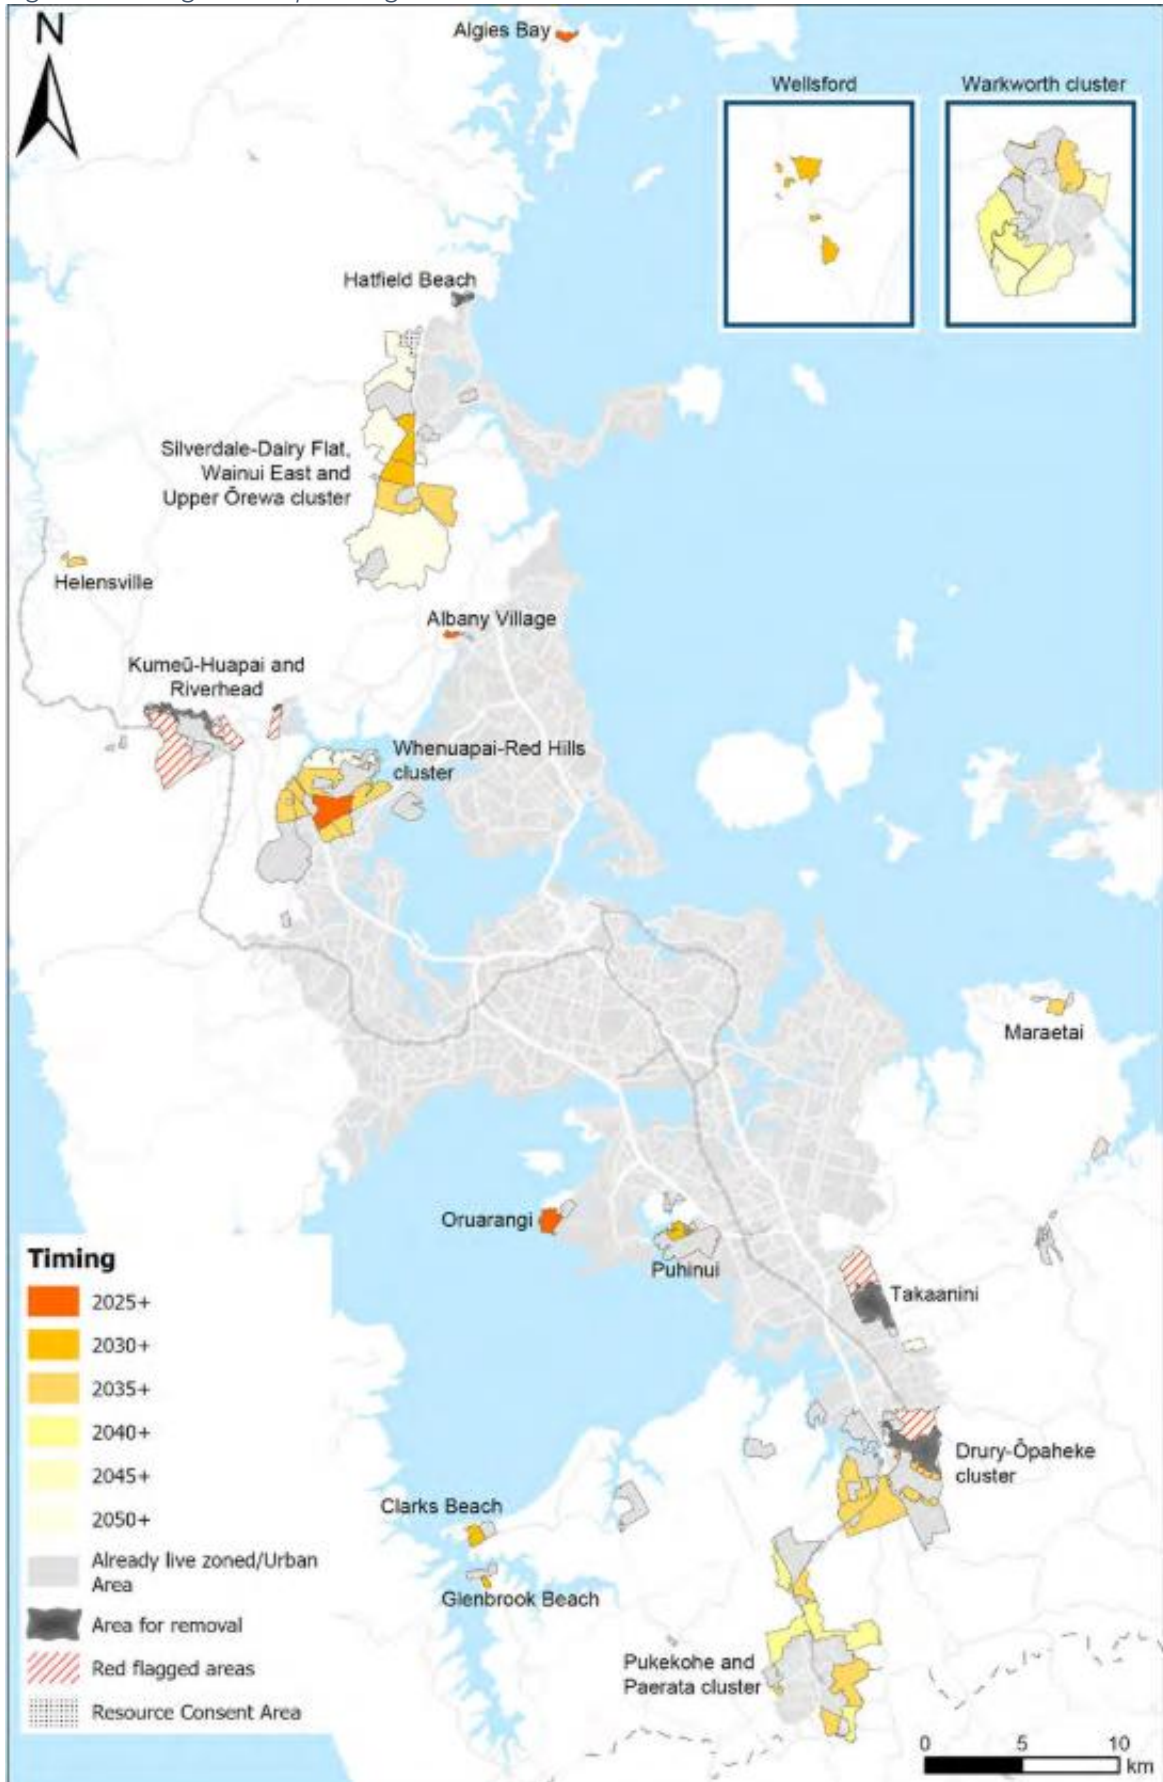 N
Algies Bay
Wellsford
Warkworth cluster
Hatfield Beach
Silverdale-Dairy Flat,
Wainui East and
Upper Ōrewa cluster
Helensville
Albany Village
Kumeū-Huapai and
Riverhead
Whenuapai-Red Hills
cluster
Maraetai
Oruarangi
Puhinui
Takaanini
Drury-Ōpaheke
cluster
Clarks Beach
Glenbrook Beach
Pukekohe and
Paerata cluster
Timing
2025+
2030+
2035+
2040+
2045+
2050+
Already live zoned/Urban
Area
Area for removal
Red flagged areas
Resource Consent Area
0 5 10
km